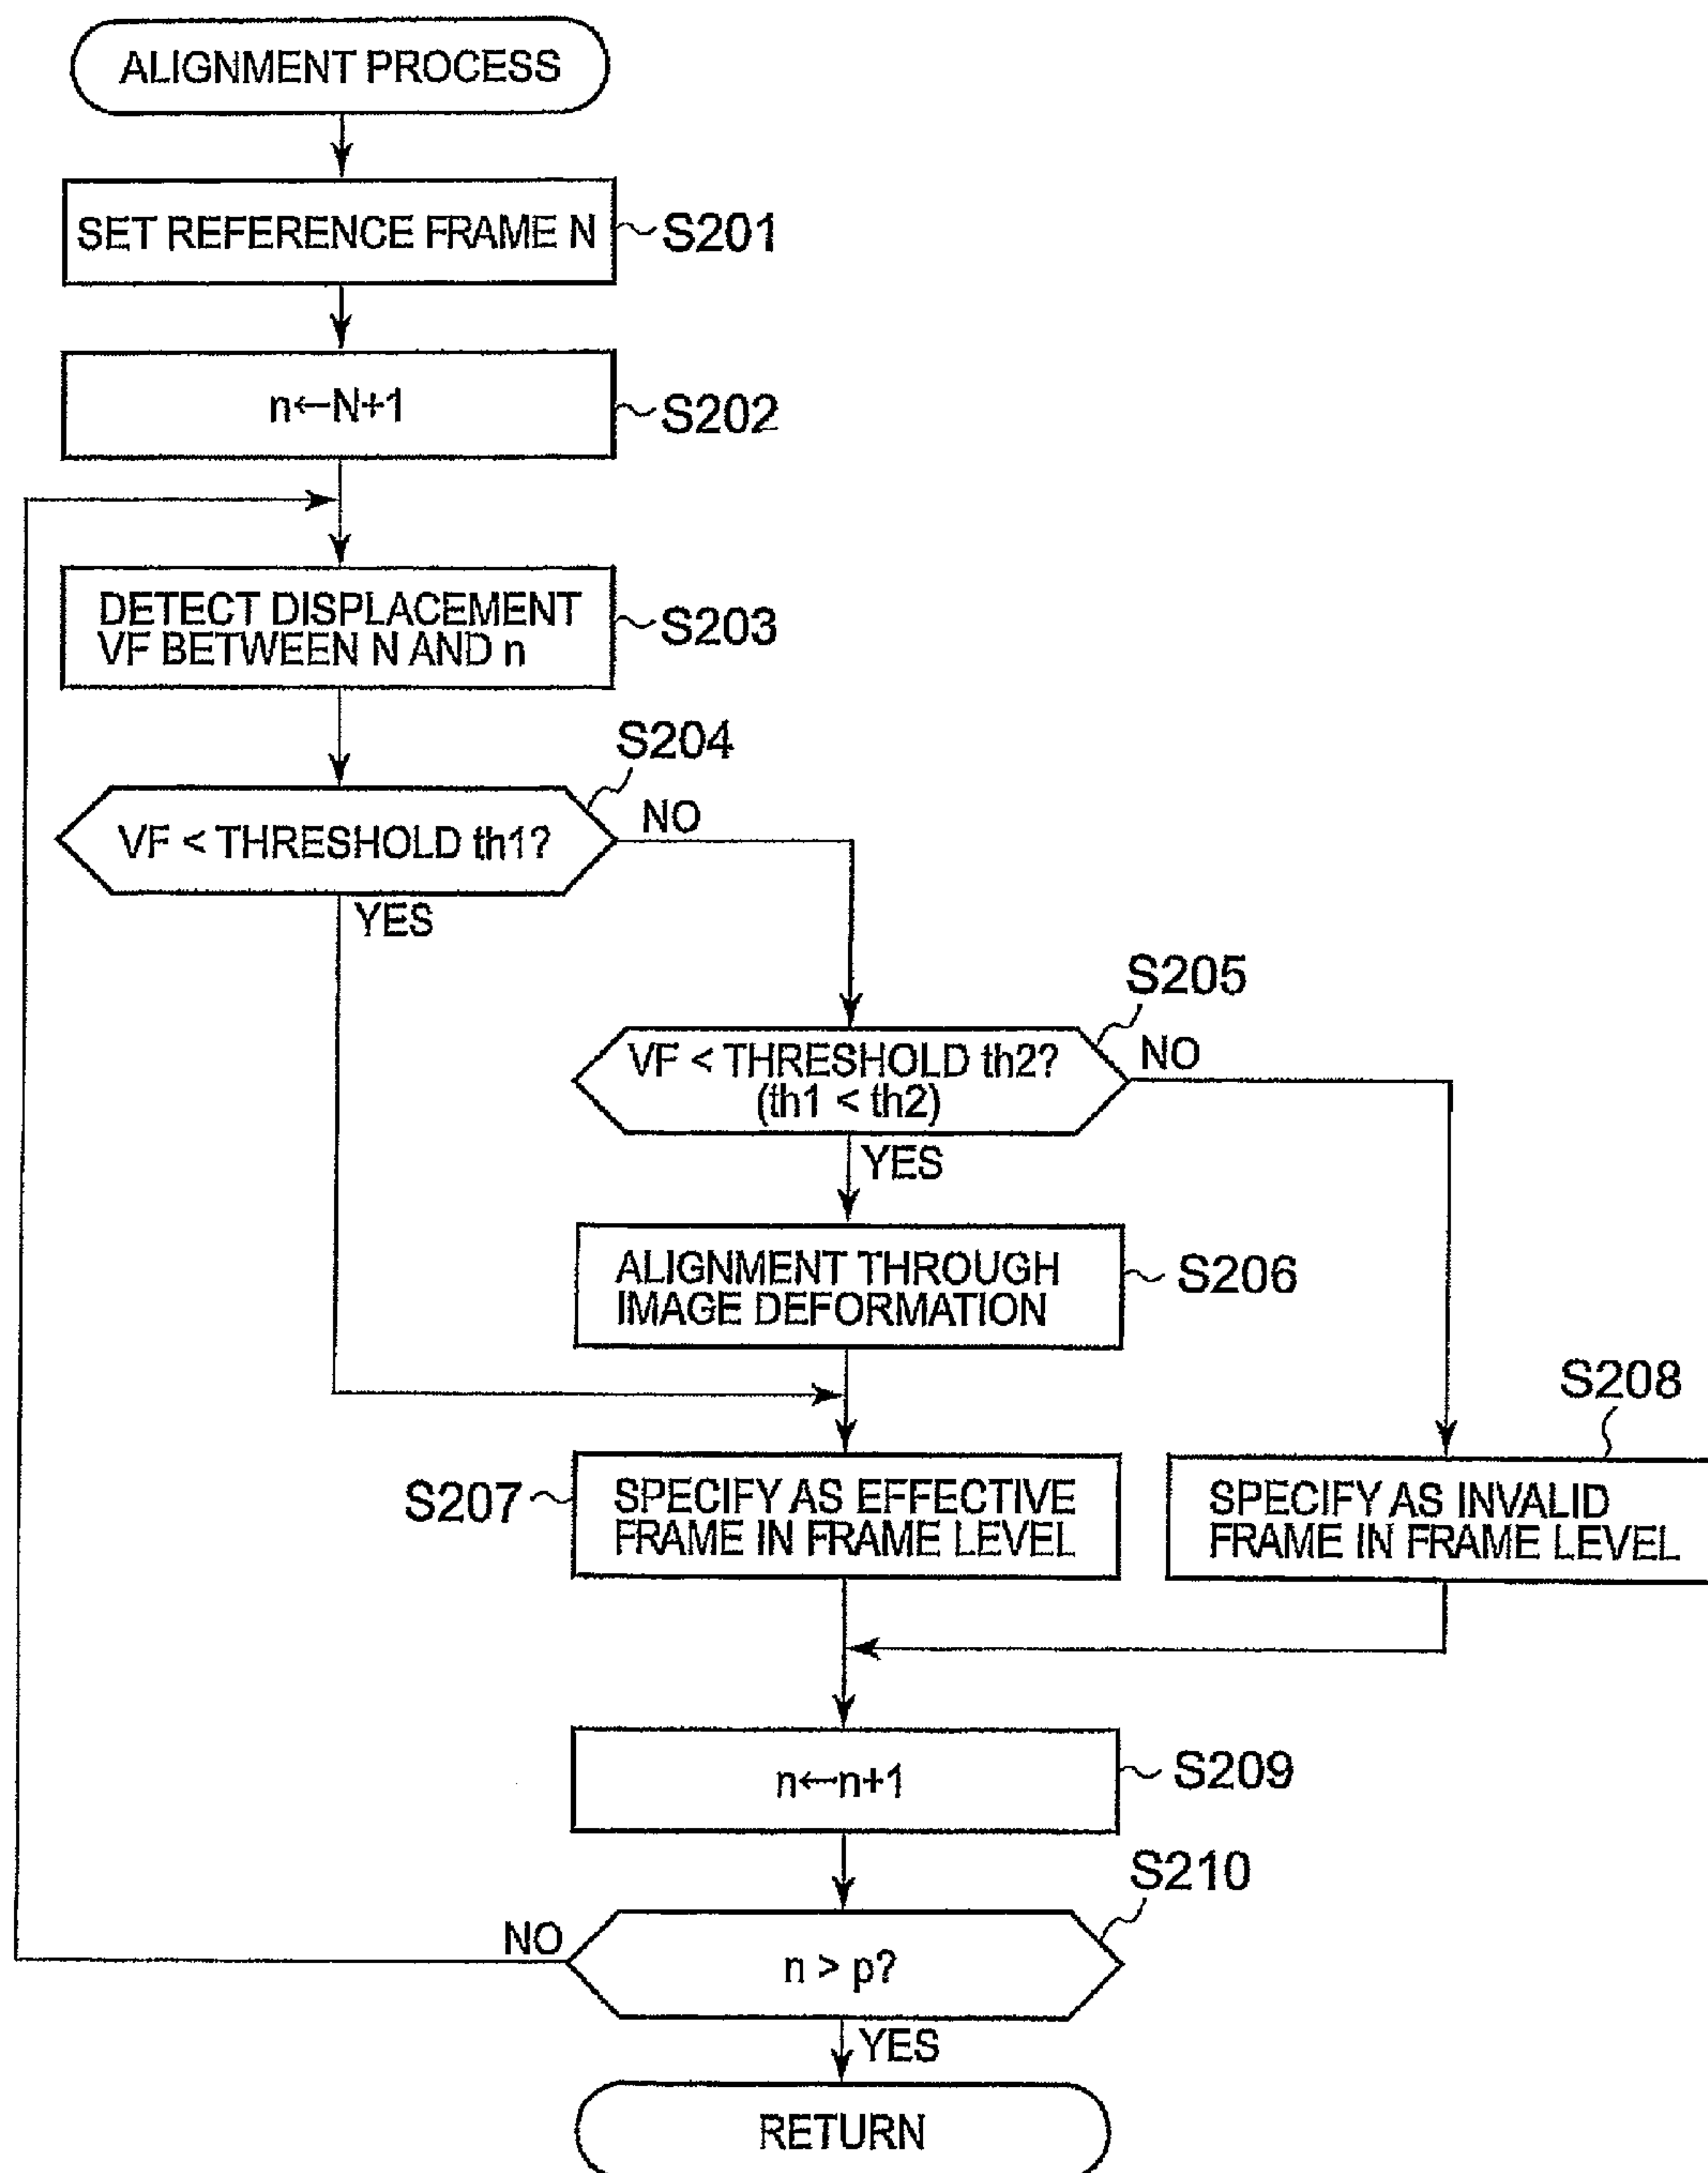 ALIGNMENT PROCESS
SET REFERENCE FRAME N
S201
n←N+1
S202
DETECT DISPLACEMENT
VF BETWEEN N AND n
S203
S204
VF < THRESHOLD th1?
NO
YES
S205
VF < THRESHOLD th2?
(th1 < th2)
NO
YES
ALIGNMENT THROUGH
IMAGE DEFORMATION
S206
S207
SPECIFY AS EFFECTIVE
FRAME IN FRAME LEVEL
S208
SPECIFY AS INVALID
FRAME IN FRAME LEVEL
n←n+1
S209
S210
n > p?
NO
YES
RETURN